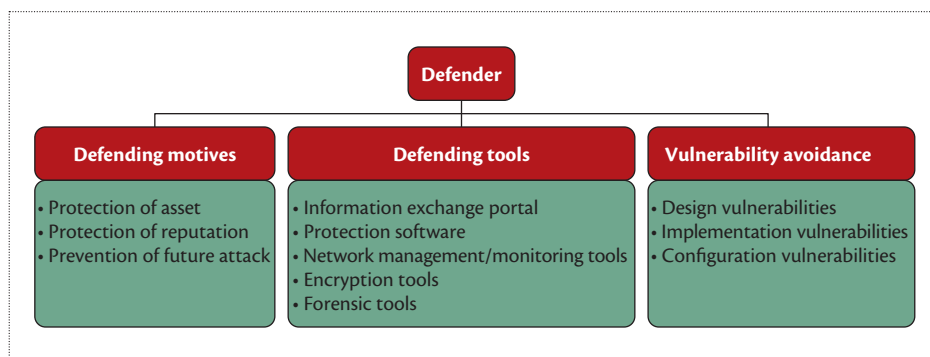 Defender
Defending motives
• Protection of asset
• Protection of reputation
• Prevention of future attack
Defending tools
• Information exchange portal
• Protection software
• Network management/monitoring tools
• Encryption tools
• Forensic tools
Vulnerability avoidance
• Design vulnerabilities
• Implementation vulnerabilities
• Configuration vulnerabilities